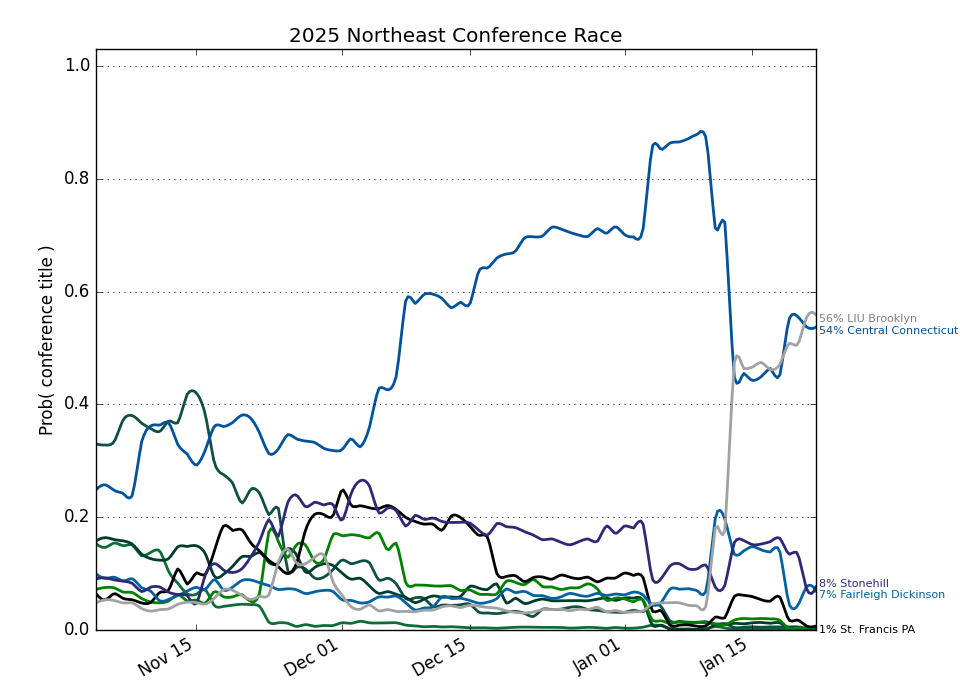 2025 Northeast Conference Race
1.0
0.8
0.6
0.4
0.2
0.0
Prob( conference title )
56% LIU Brooklyn
54% Central Connecticut
8% Stonehill
7% Fairleigh Dickinson
1% St. Francis PA
Nov 15
Dec 01
Dec 15
Jan 01
Jan 15